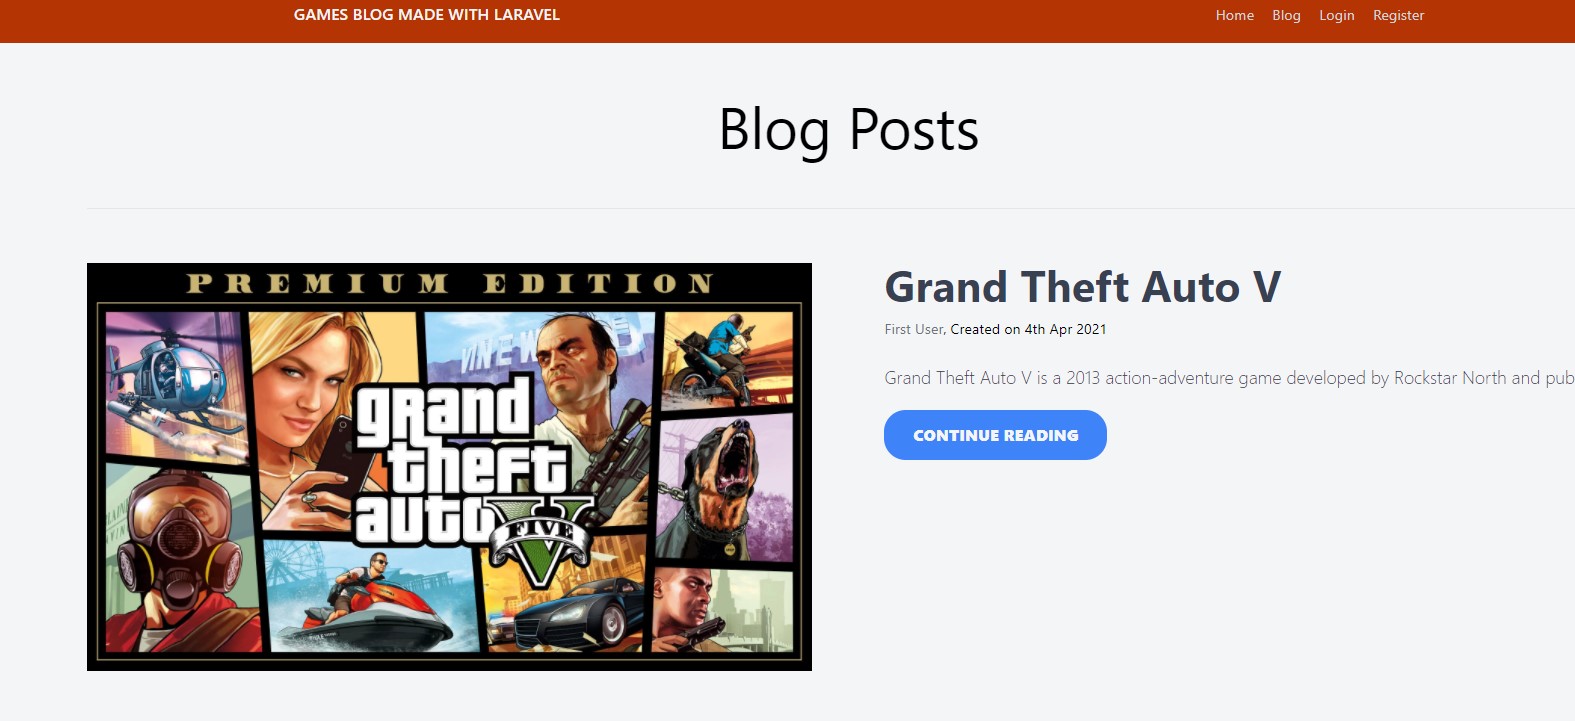 GAMES BLOG MADE WITH LARAVEL
Home Blog Login Register
Blog Posts
PREMIUM EDITION
VINEW
grand
theft
auto
FIVE
Grand Theft Auto V
First User, Created on 4th Apr 2021
Grand Theft Auto V is a 2013 action-adventure game developed by Rockstar North and pub
CONTINUE READING